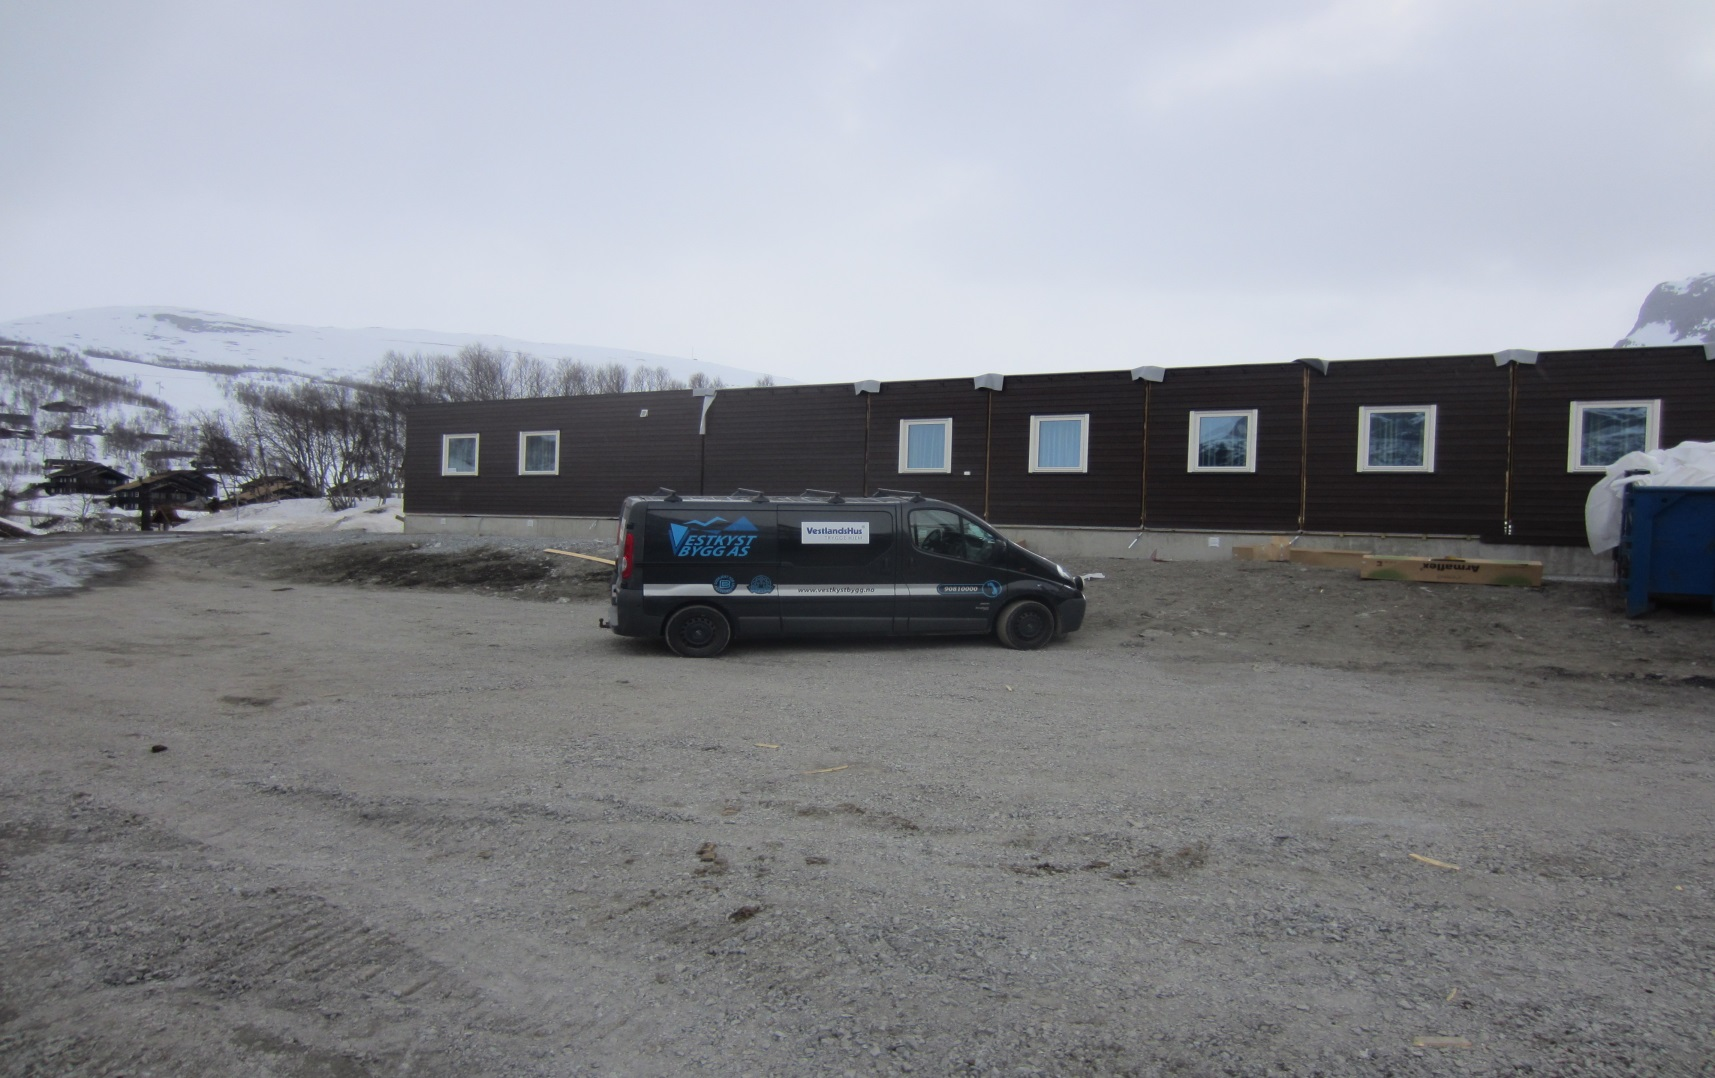 VESTKYST
BYGG AS
VestlandsHus
www.vestkystbygg.no
90810000
Armaflex